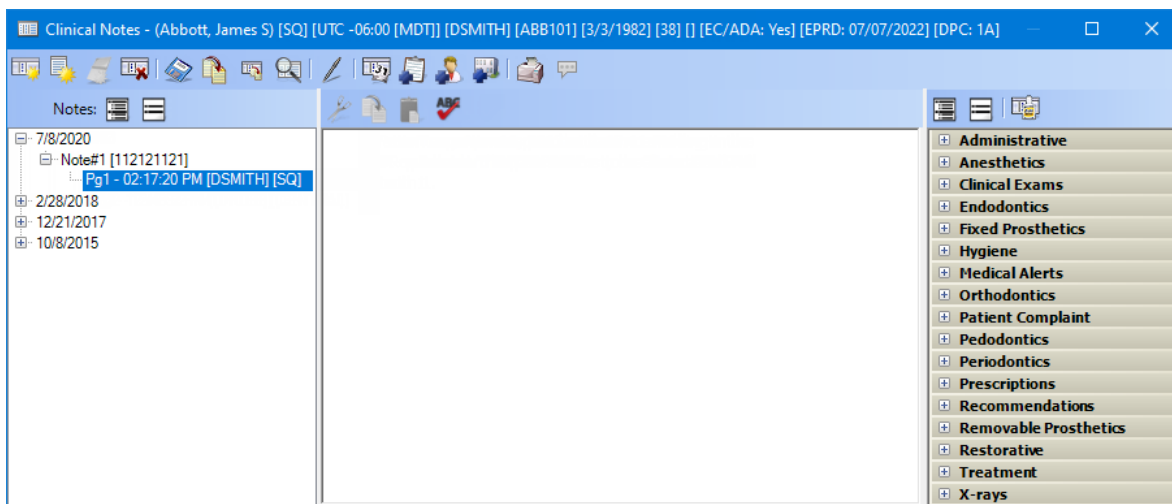 Clinical Notes - (Abbott, James S) [SQ] [UTC -06:00 [MDT]] [DSMITH] [ABB101] [3/3/1982] [38] [] [EC/ADA: Yes] [EPRD: 07/07/2022] [DPC: 1A]
Notes:
ABC
7/8/2020
Note#1 [112121121]
Pg1 - 02:17:20 PM [DSMITH] [SQ]
2/28/2018
12/21/2017
10/8/2015
Administrative
Anesthetics
Clinical Exams
Endodontics
Fixed Prosthetics
Hygiene
Medical Alerts
Orthodontics
Patient Complaint
Pedodontics
Periodontics
Prescriptions
Recommendations
Removable Prosthetics
Restorative
Treatment
X-rays